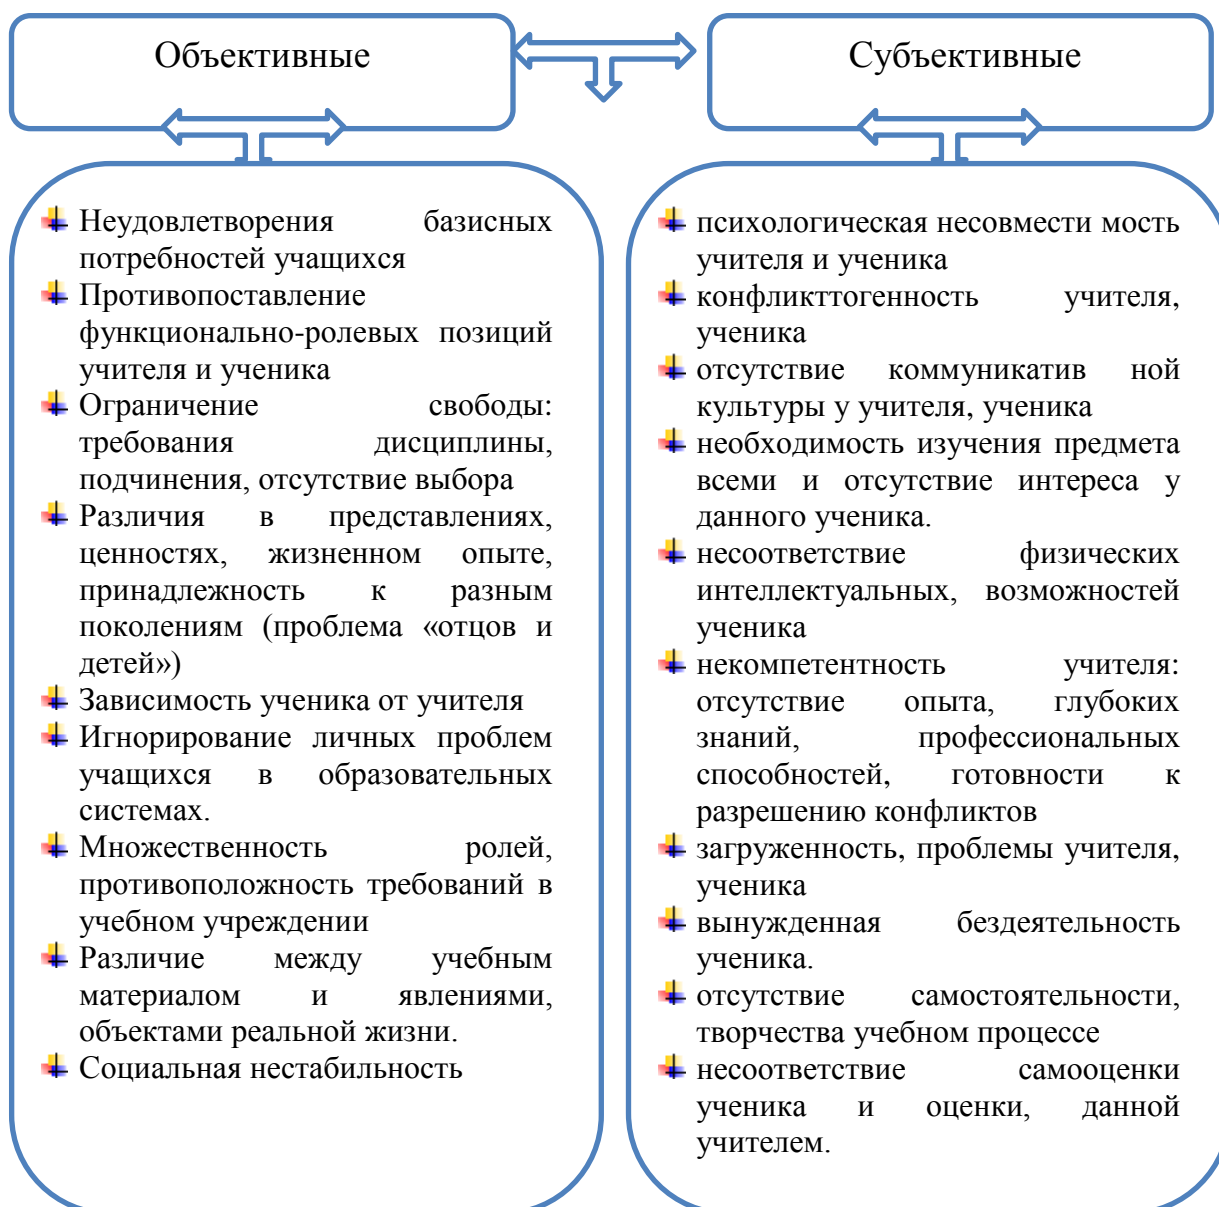 Объективные
Субъективные
Неудовлетворения базисных
потребностей учащихся
Противопоставление
функционально-ролевых позиций
учителя и ученика
Ограничение свободы:
требования дисциплины,
подчинения, отсутствие выбора
Различия в представлениях,
ценностях, жизненном опыте,
принадлежность к разным
поколениям (проблема «отцов и
детей»)
Зависимость ученика от учителя
Игнорирование личных проблем
учащихся в образовательных
системах.
Множественность ролей,
противоположность требований в
учебном учреждении
Различие между учебным
материалом и явлениями,
объектами реальной жизни.
Социальная нестабильность
психологическая несовмести мость
учителя и ученика
конфликттогенность учителя,
ученика
отсутствие коммуникатив ной
культуры у учителя, ученика
необходимость изучения предмета
всеми и отсутствие интереса у
данного ученика.
несоответствие физических
интеллектуальных, возможностей
ученика
некомпетентность учителя:
отсутствие опыта, глубоких
знаний, профессиональных
способностей, готовности к
разрешению конфликтов
загруженность, проблемы учителя,
ученика
вынужденная бездеятельность
ученика.
отсутствие самостоятельности,
творчества учебном процессе
несоответствие самооценки
ученика и оценки, данной
учителем.